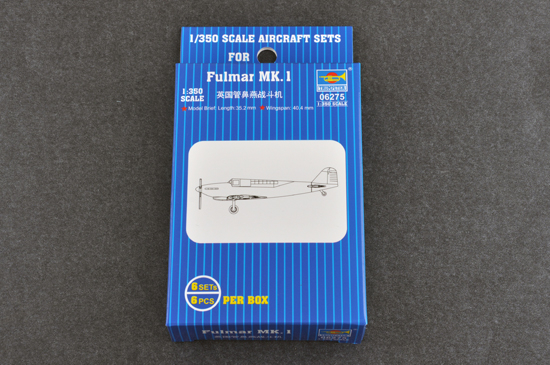 1/350 SCALE AIRCRAFT SETS
FOR
Fulmar MK.1
1:350
SCALE
英国管鼻燕战斗机
Model Brief: Length:35.2mm Wingspan:40.4mm
06275
1:350 SCALE
6 SETs
6 PCS
PER BOX
Fulmar MK.1